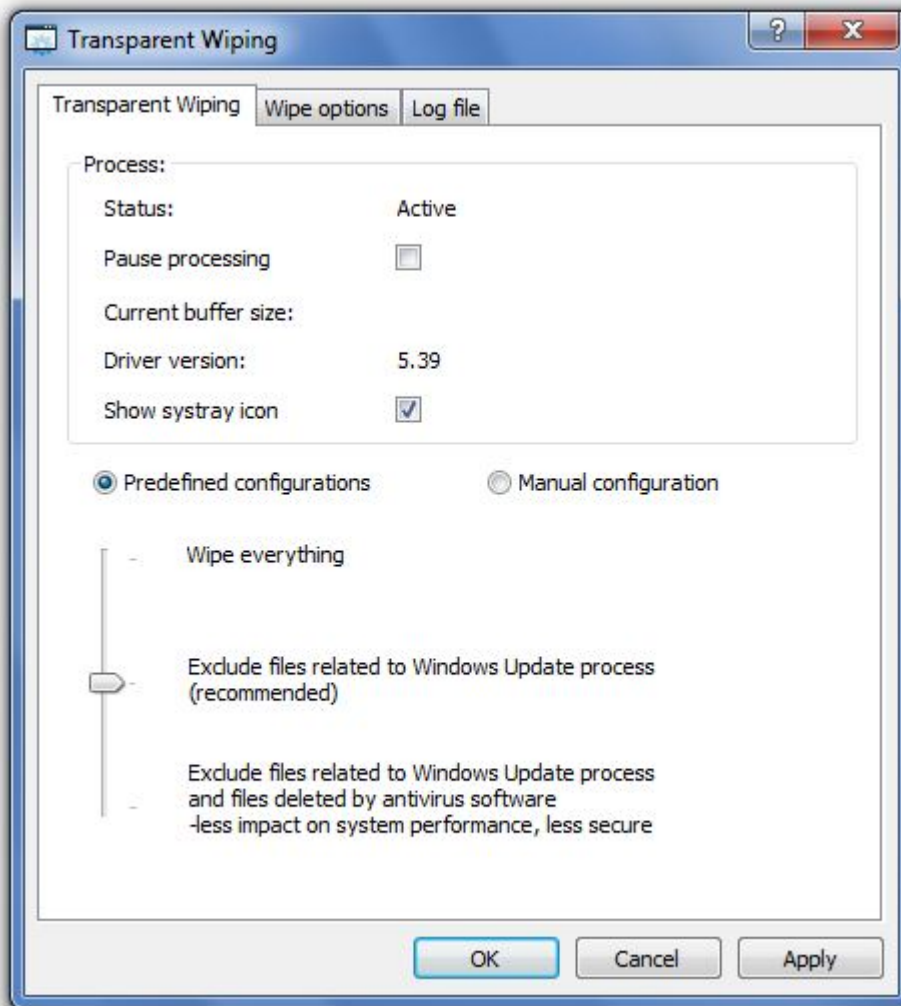 Transparent Wiping
?
X
Transparent Wiping
Wipe options
Log file
Process:
Status: Active
Pause processing
Current buffer size:
Driver version: 5.39
Show systray icon
Predefined configurations
Manual configuration
Wipe everything
Exclude files related to Windows Update process
(recommended)
Exclude files related to Windows Update process
and files deleted by antivirus software
-less impact on system performance, less secure
OK
Cancel
Apply